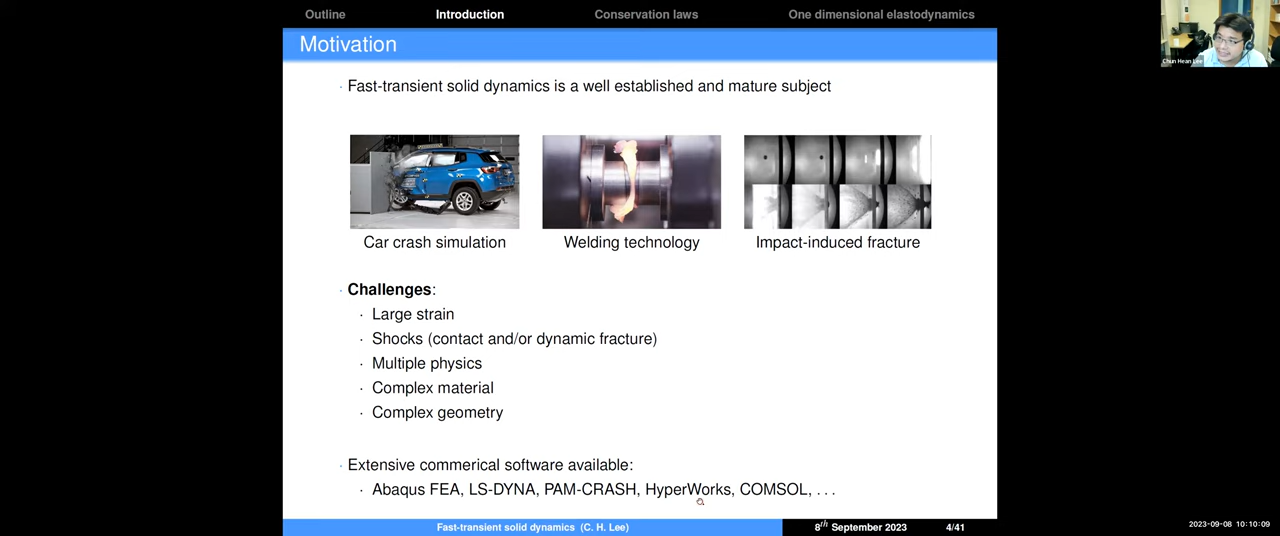 Outline Introduction Conservation laws One dimensional elastodynamics
Motivation
Chun Hean Lee
· Fast-transient solid dynamics is a well established and mature subject
Car crash simulation Welding technology Impact-induced fracture
· Challenges:
· Large strain
· Shocks (contact and/or dynamic fracture)
· Multiple physics
· Complex material
· Complex geometry
· Extensive commerical software available:
· Abaqus FEA, LS-DYNA, PAM-CRASH, HyperWorks, COMSOL, . . .
Fast-transient solid dynamics (C. H. Lee) 8th September 2023 4/41
2023-09-08 10:10:09